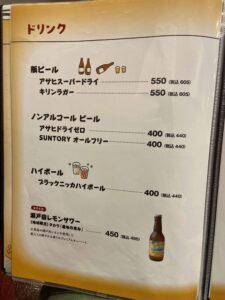 ドリンク
瓶ビール
アサヒスーパードライ 550 (税込 605)
キリンラガー 550 (税込 605)
ノンアルコール ビール
アサヒドライゼロ 400 (税込 440)
SUNTORY オールフリー 400 (税込 440)
ハイボール
ブラックニッカハイボール 400 (税込 440)
瀬戸田レモンサワー 450 (税込 495)